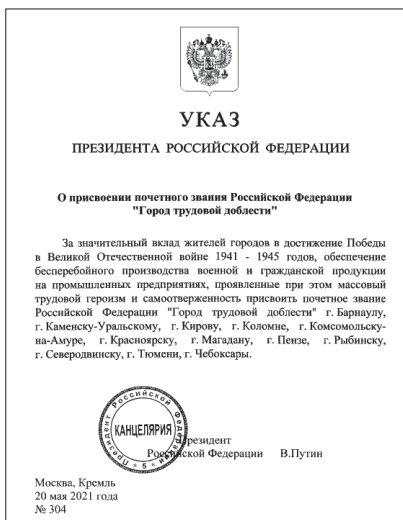 УКАЗ
ПРЕЗИДЕНТА РОССИЙСКОЙ ФЕДЕРАЦИИ
О присвоении почетного звания Российской Федерации
"Город трудовой доблести"
За значительный вклад жителей городов в достижение Победы
в Великой Отечественной войне 1941 - 1945 годов, обеспечение
бесперебойного производства военной и гражданской продукции
на промышленных предприятиях, проявленные при этом массовый
трудовой героизм и самоотверженность присвоить почетное звание
Российской Федерации "Город трудовой доблести" г. Барнаулу,
г. Каменску-Уральскому, г. Кирову, г. Коломне, г. Комсомольску-
на-Амуре, г. Красноярску, г. Магадану, г. Пензе, г. Рыбинску,
г. Северодвинску, г. Тюмени, г. Чебоксары.
Президент Российской Федерации
КАНЦЕЛЯРИЯ
* 5 *
Президент
Российской Федерации В.Путин
Москва, Кремль
20 мая 2021 года
№ 304